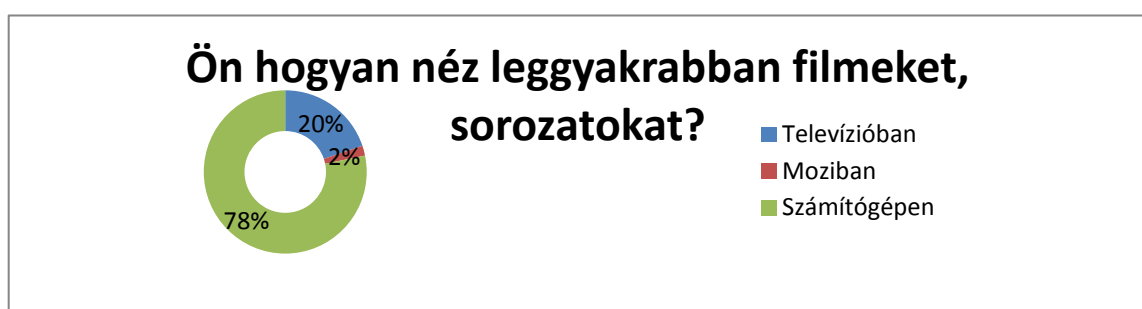 Ön hogyan néz leggyakrabban filmeket,
sorozatokat?
20%
2%
78%
Televízióban
Moziban
Számítógépen